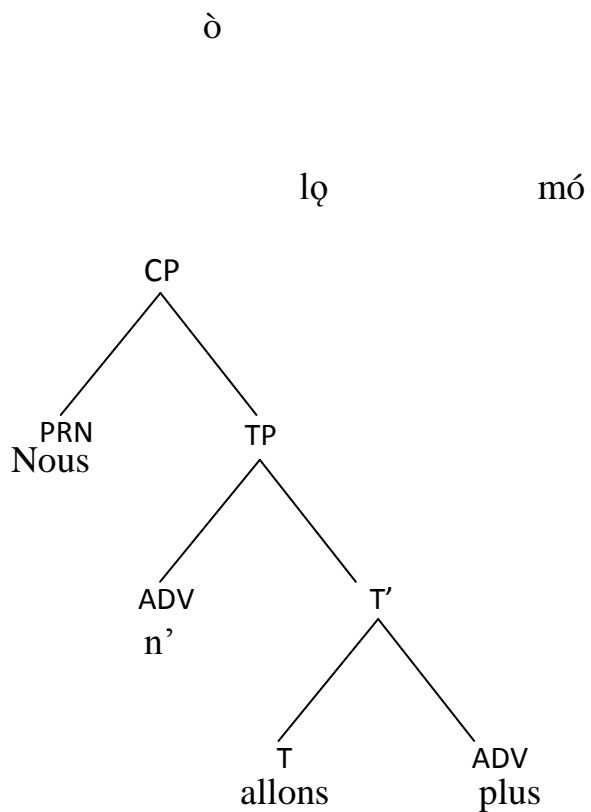 ò
lọ mó
CP
PRN TP
Nous
ADV T’
n’
T ADV
allons plus